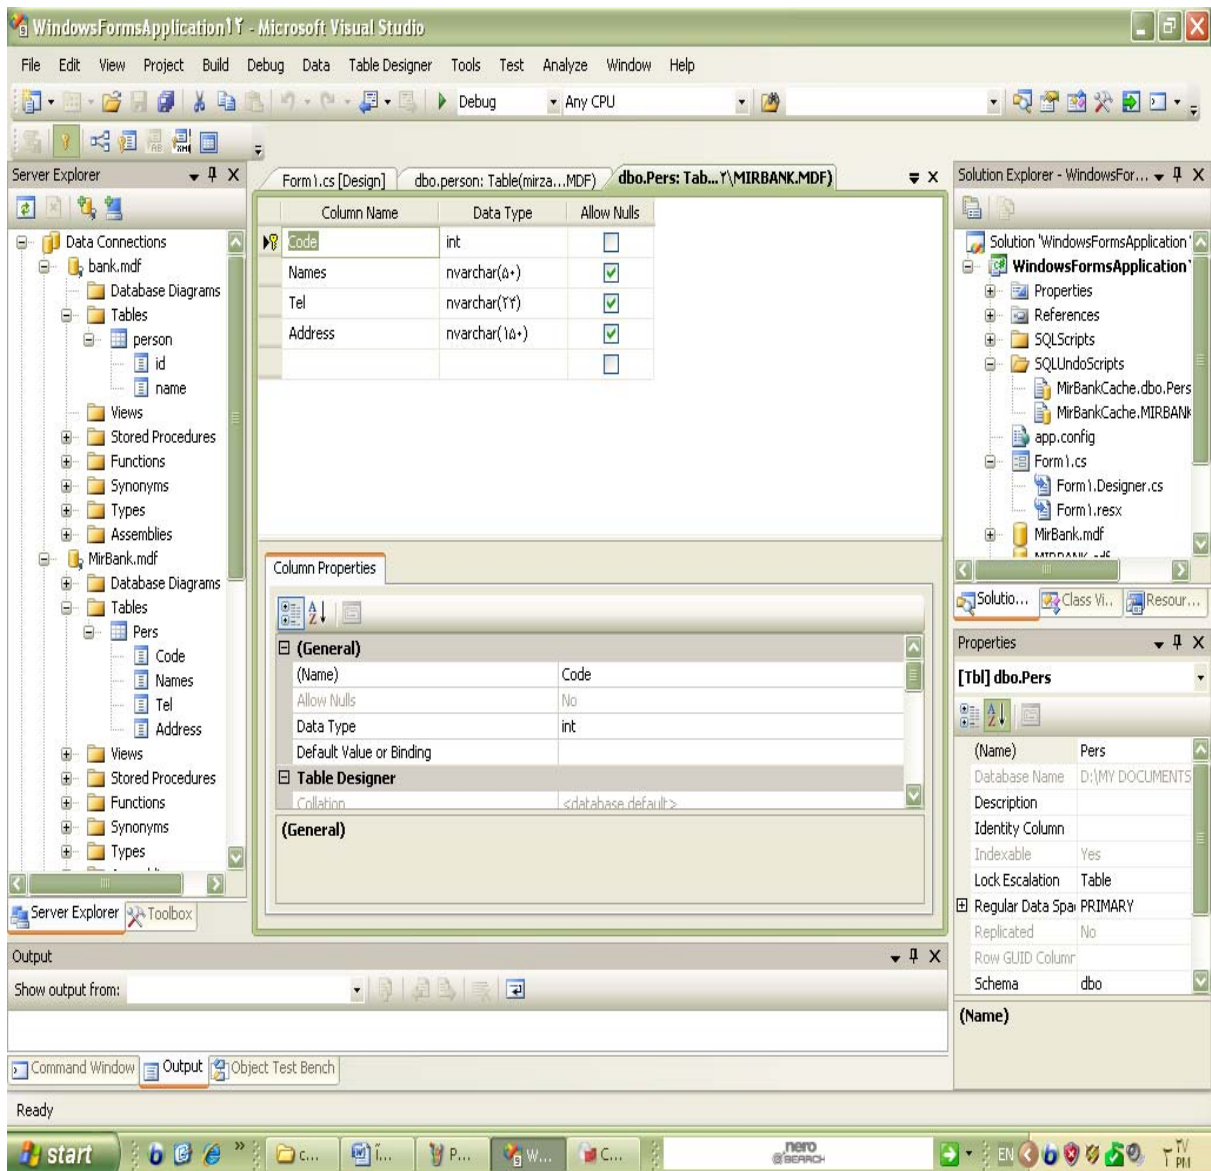 WindowsFormsApplication۱۲ - Microsoft Visual Studio
File Edit View Project Build Debug Data Table Designer Tools Test Analyze Window Help
Debug Any CPU
Server Explorer
Data Connections
bank.mdf
Database Diagrams
Tables
person
id
name
Views
Stored Procedures
Functions
Synonyms
Types
Assemblies
MirBank.mdf
Database Diagrams
Tables
Pers
Code
Names
Tel
Address
Views
Stored Procedures
Functions
Synonyms
Types
Server Explorer Toolbox
Form۱.cs [Design] dbo.person: Table(mirza...MDF) dbo.Pers: Tab...۲\MIRBANK.MDF)
Column Name Data Type Allow Nulls
Code int
Names nvarchar(۵۰)
Tel nvarchar(۲۴)
Address nvarchar(۱۵۰)
Column Properties
(General)
(Name) Code
Allow Nulls No
Data Type int
Default Value or Binding
Table Designer
Collation <database default>
(General)
Solution Explorer - WindowsFor...
Solution 'WindowsFormsApplication
WindowsFormsApplication
Properties
References
SQLScripts
SQLUndoScripts
MirBankCache.dbo.Pers
MirBankCache.MIRBANK
app.config
Form۱.cs
Form۱.Designer.cs
Form۱.resx
MirBank.mdf
Solutio... Class Vi... Resour...
Properties
[Tbl] dbo.Pers
(Name) Pers
Database Name D:\MY DOCUMENTS
Description
Identity Column
Indexable Yes
Lock Escalation Table
Regular Data Spa PRIMARY
Replicated No
Row GUID Column
Schema dbo
(Name)
Output
Show output from:
Command Window Output Object Test Bench
Ready
start c... آ... P... W... C... nero SEARCH EN
PM